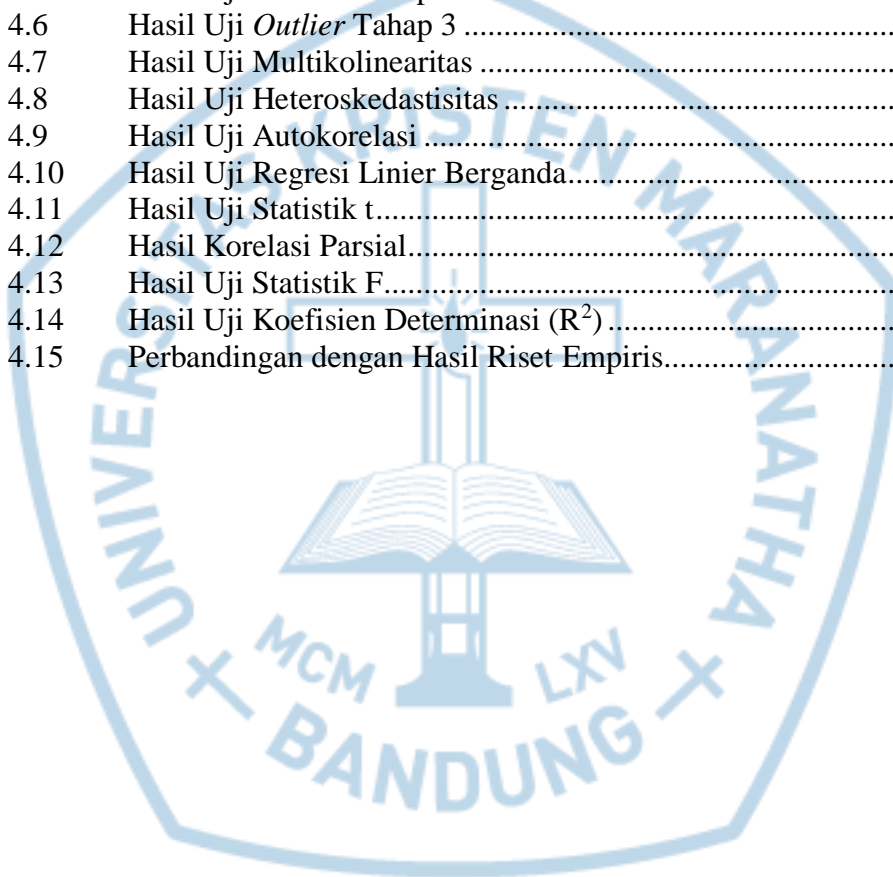 4.6 Hasil Uji Outlier Tahap 3 ....................................................
4.7 Hasil Uji Multikolinearitas ..................................................
4.8 Hasil Uji Heteroskedastisitas ...............................................
4.9 Hasil Uji Autokorelasi .........................................................
4.10 Hasil Uji Regresi Linier Berganda.......................................
4.11 Hasil Uji Statistik t................................................................
4.12 Hasil Korelasi Parsial...........................................................
4.13 Hasil Uji Statistik F...............................................................
4.14 Hasil Uji Koefisien Determinasi (R²) ..................................
4.15 Perbandingan dengan Hasil Riset Empiris...........................
UNIVERSITAS KRISTEN MARANATHA
MCM LXV
BANDUNG